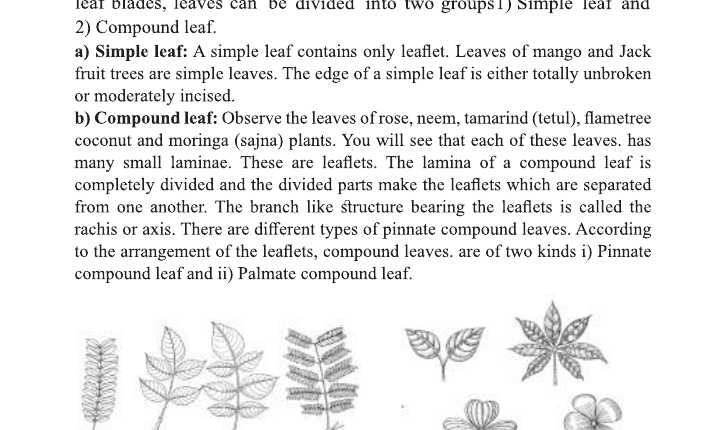 leaf blades, leaves can be divided into two groups1) Simple leaf and
2) Compound leaf.
a) Simple leaf: A simple leaf contains only leaflet. Leaves of mango and Jack
fruit trees are simple leaves. The edge of a simple leaf is either totally unbroken
or moderately incised.
b) Compound leaf: Observe the leaves of rose, neem, tamarind (tetul), flametree
coconut and moringa (sajna) plants. You will see that each of these leaves. has
many small laminae. These are leaflets. The lamina of a compound leaf is
completely divided and the divided parts make the leaflets which are separated
from one another. The branch like structure bearing the leaflets is called the
rachis or axis. There are different types of pinnate compound leaves. According
to the arrangement of the leaflets, compound leaves. are of two kinds i) Pinnate
compound leaf and ii) Palmate compound leaf.